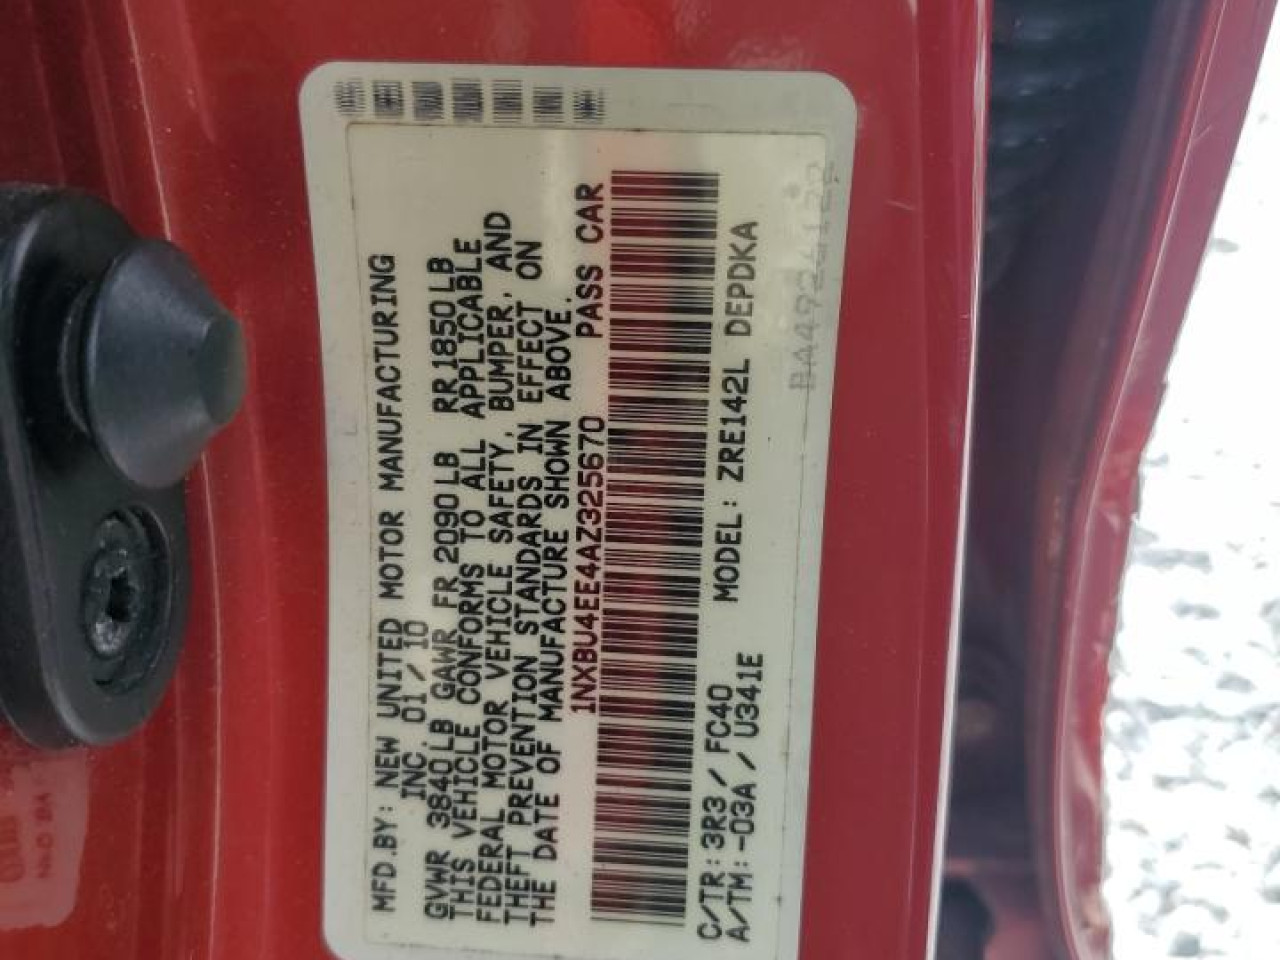 MFD.BY: NEW UNITED MOTOR MANUFACTURING
INC. 01/10
GVWR 3840LB GAWR FR 2090LB RR 1850LB
THIS VEHICLE CONFORMS TO ALL APPLICABLE
FEDERAL MOTOR VEHICLE SAFETY, BUMPER, AND
THEFT PREVENTION STANDARDS IN EFFECT ON
THE DATE OF MANUFACTURE SHOWN ABOVE.
1NXBU4EE4AZ325670 PASS CAR
C/TR: 3R3/FC40 MODEL: ZRE142L DEPDKA
A/TM: -03A/U341E